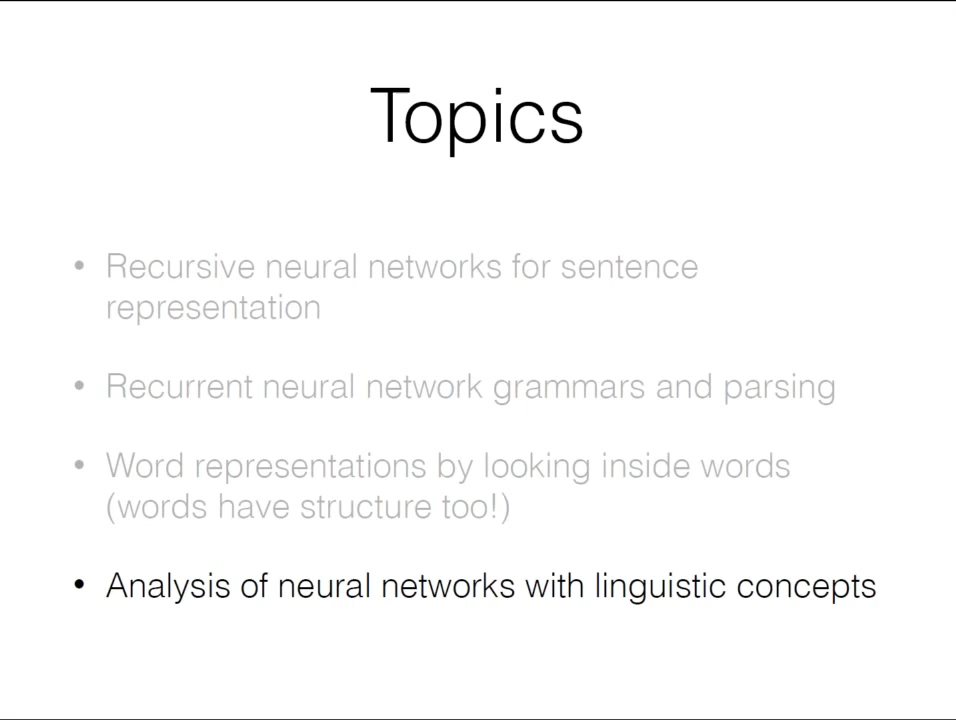 Topics
• Recursive neural networks for sentence
representation
• Recurrent neural network grammars and parsing
• Word representations by looking inside words
(words have structure too!)
• Analysis of neural networks with linguistic concepts